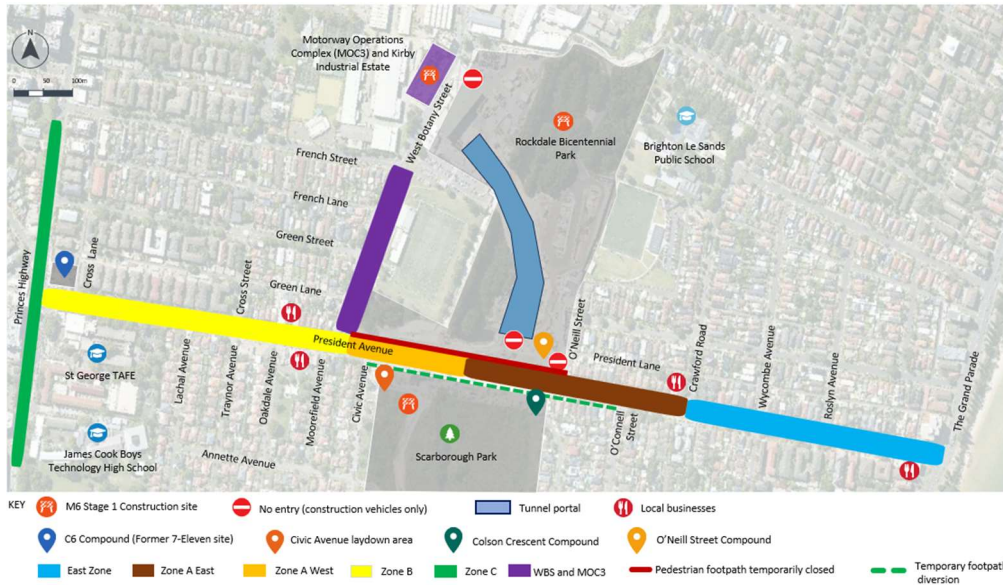 Motorway Operations
Complex (MOC3) and Kirby
Industrial Estate
N
0 50 100m
West Botany Street
Rockdale Bicentennial
Park
Brighton Le Sands
Public School
French Street
French Lane
Green Street
Green Lane
Cross Street
Cross Lane
Princes Highway
President Avenue
O'Neill Street
President Lane
Crawford Road
Wycombe Avenue
Roslyn Avenue
The Grand Parade
St George TAFE
Lachal Avenue
Traynor Avenue
Oakdale Avenue
Moorefield Avenue
Civic Avenue
O'Connell
Street
James Cook Boys
Technology High School
Annette Avenue
Scarborough Park
KEY
M6 Stage 1 Construction site
No entry (construction vehicles only)
Tunnel portal
Local businesses
C6 Compound (Former 7-Eleven site)
Civic Avenue laydown area
Colson Crescent Compound
O'Neill Street Compound
East Zone
Zone A East
Zone A West
Zone B
Zone C
WBS and MOC3
Pedestrian footpath temporarily closed
Temporary footpath
diversion